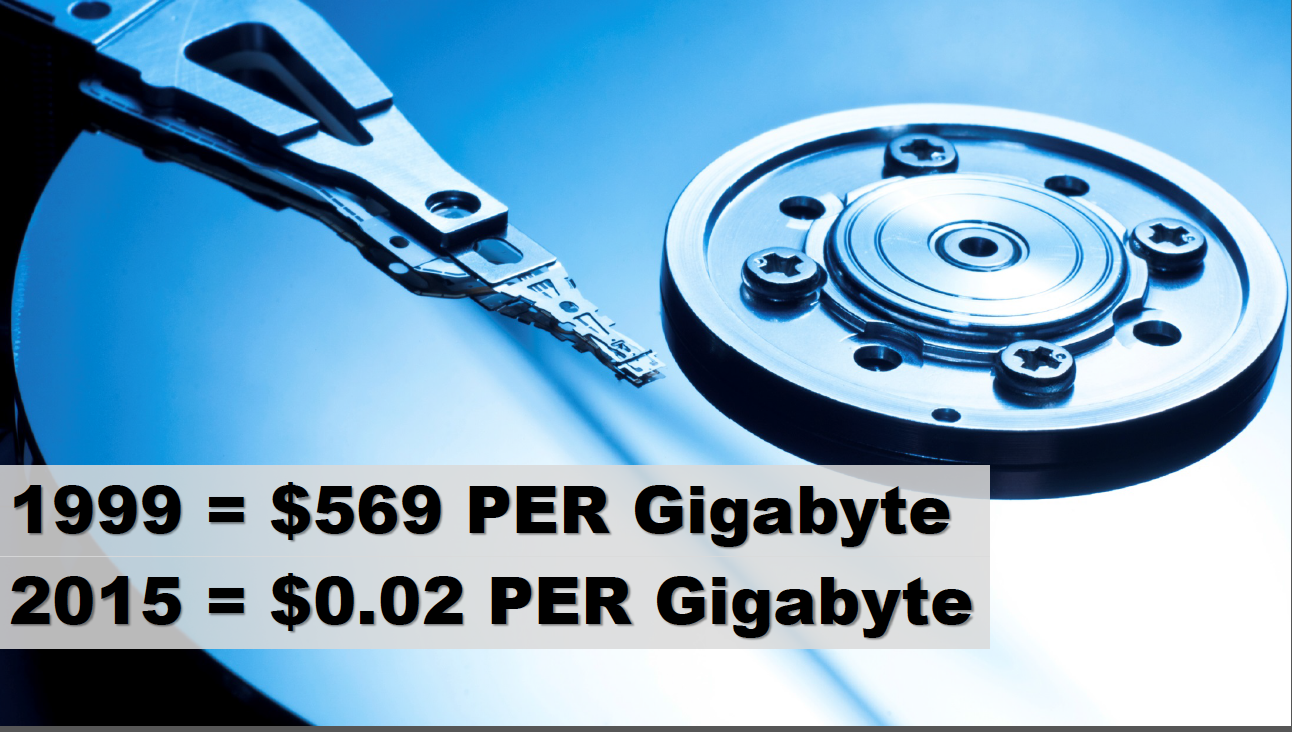 1999 = $569 PER Gigabyte
2015 = $0.02 PER Gigabyte